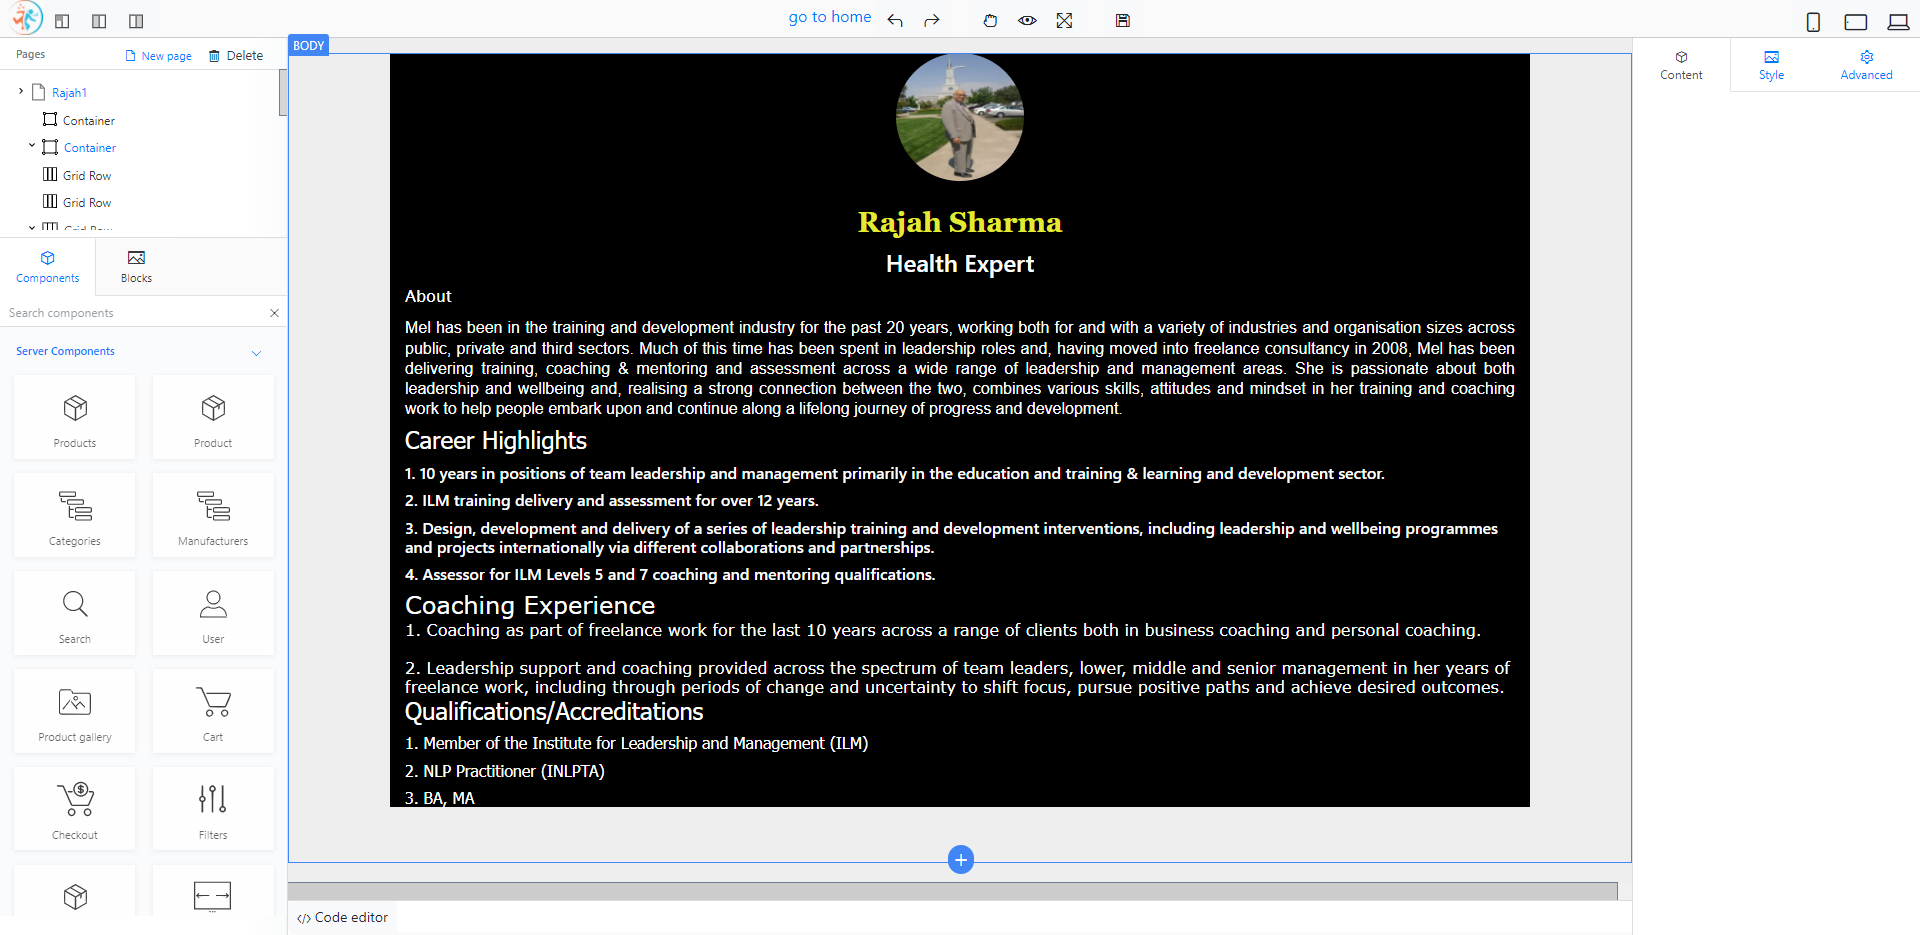 go to home
Pages
New page
Delete
Rajah1
Container
Container
Grid Row
Grid Row
Grid Row
Components
Blocks
Search components
Server Components
Products
Product
Categories
Manufacturers
Search
User
Product gallery
Cart
Checkout
Filters
BODY
Rajah Sharma
Health Expert
About
Mel has been in the training and development industry for the past 20 years, working both for and with a variety of industries and organisation sizes across
public, private and third sectors. Much of this time has been spent in leadership roles and, having moved into freelance consultancy in 2008, Mel has been
delivering training, coaching & mentoring and assessment across a wide range of leadership and management areas. She is passionate about both
leadership and wellbeing and, realising a strong connection between the two, combines various skills, attitudes and mindset in her training and coaching
work to help people embark upon and continue along a lifelong journey of progress and development.
Career Highlights
1. 10 years in positions of team leadership and management primarily in the education and training & learning and development sector.
2. ILM training delivery and assessment for over 12 years.
3. Design, development and delivery of a series of leadership training and development interventions, including leadership and wellbeing programmes
and projects internationally via different collaborations and partnerships.
4. Assessor for ILM Levels 5 and 7 coaching and mentoring qualifications.
Coaching Experience
1. Coaching as part of freelance work for the last 10 years across a range of clients both in business coaching and personal coaching.
2. Leadership support and coaching provided across the spectrum of team leaders, lower, middle and senior management in her years of
freelance work, including through periods of change and uncertainty to shift focus, pursue positive paths and achieve desired outcomes.
Qualifications/Accreditations
1. Member of the Institute for Leadership and Management (ILM)
2. NLP Practitioner (INLPTA)
3. BA, MA
</> Code editor
Content
Style
Advanced